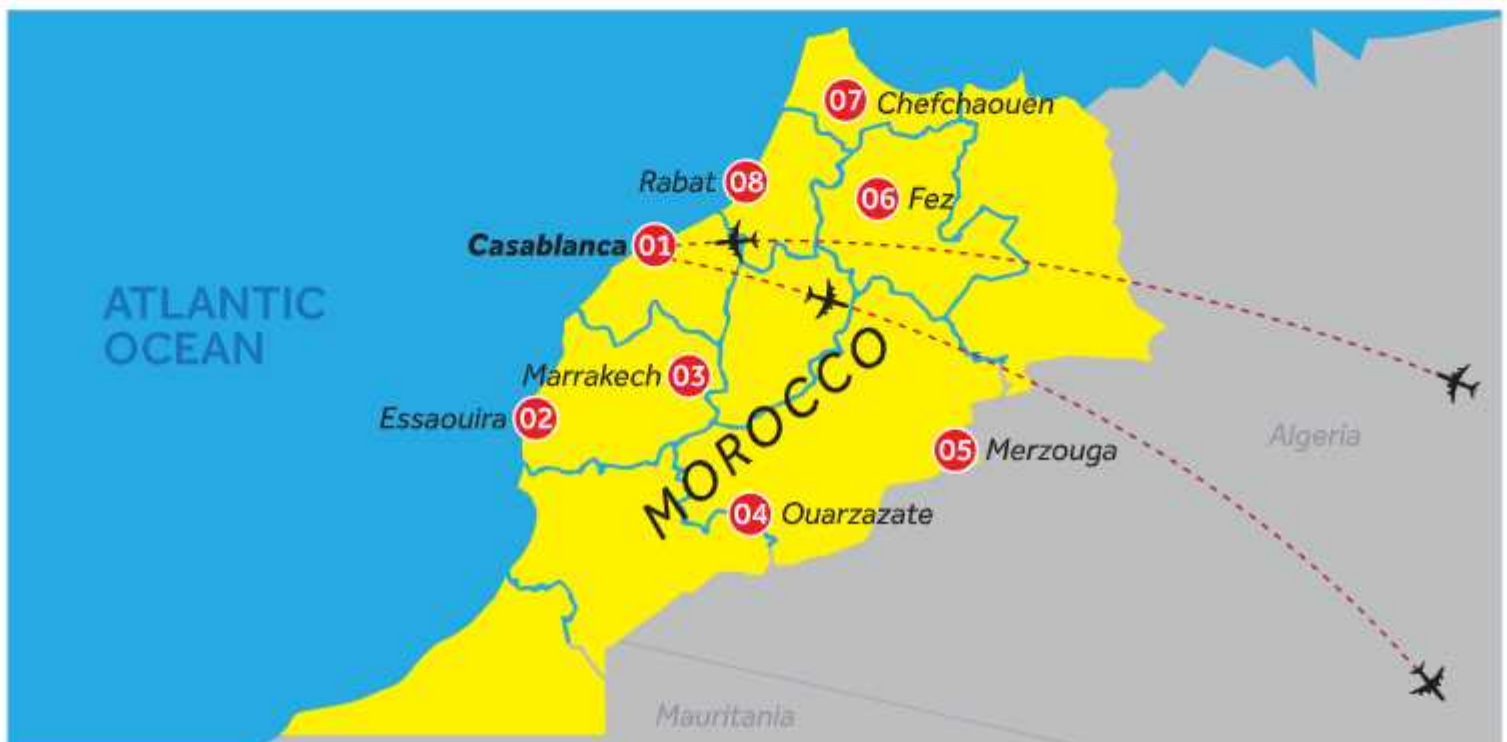 07 Chefchaouen
Rabat 08
06 Fez
Casablanca 01
ATLANTIC
OCEAN
MOROCCO
Marrakech 03
Essaouira 02
Algeria
05 Merzouga
04 Ouarzazate
Mauritania